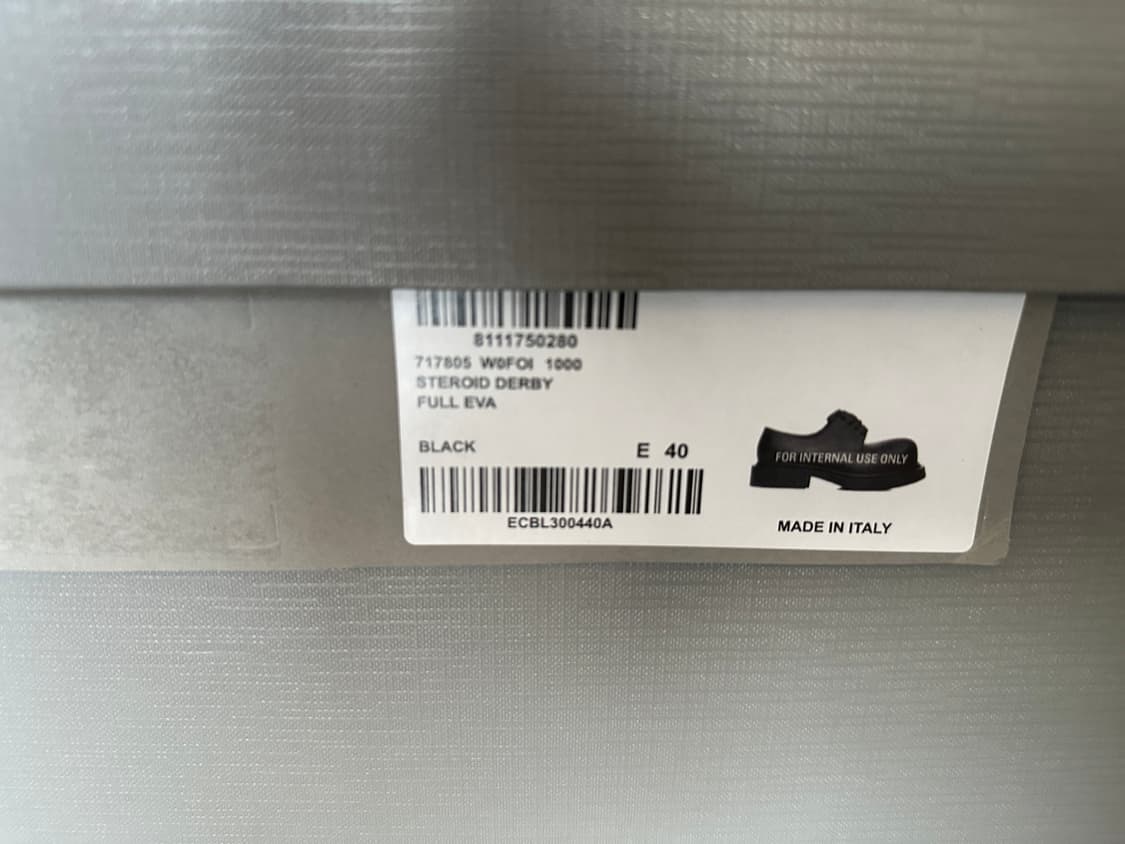 8111750280
717805 W0FOI 1000
STEROID DERBY
FULL EVA
BLACK E 40
FOR INTERNAL USE ONLY
ECBL300440A
MADE IN ITALY